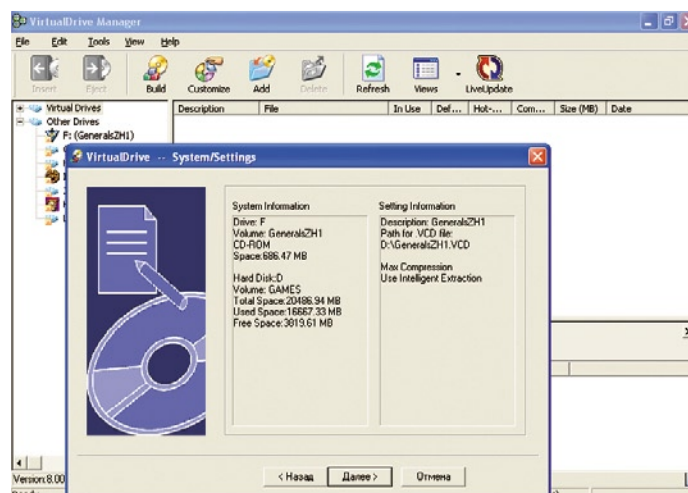 VirtualDrive Manager
File Edit Tools View Help
Insert Eject Build Customize Add Delete Refresh Views LiveUpdate
Virtual Drives
Other Drives
F: (GeneralsZH1)
Description File In Use Def... Hot-... Com... Size (MB) Date
VirtualDrive -- System/Settings
System Information
Drive: F
Volume: GeneralsZH1
CD-ROM
Space:686.47 MB
Hard Disk:D
Volume: GAMES
Total Space:20486.94 MB
Used Space:16667.33 MB
Free Space:3819.61 MB
Setting Information
Description: GeneralsZH1
Path for .VCD file:
D:\GeneralsZH1.VCD
Max Compression
Use Intelligent Extraction
< Назад Далее > Отмена
Version:8.00